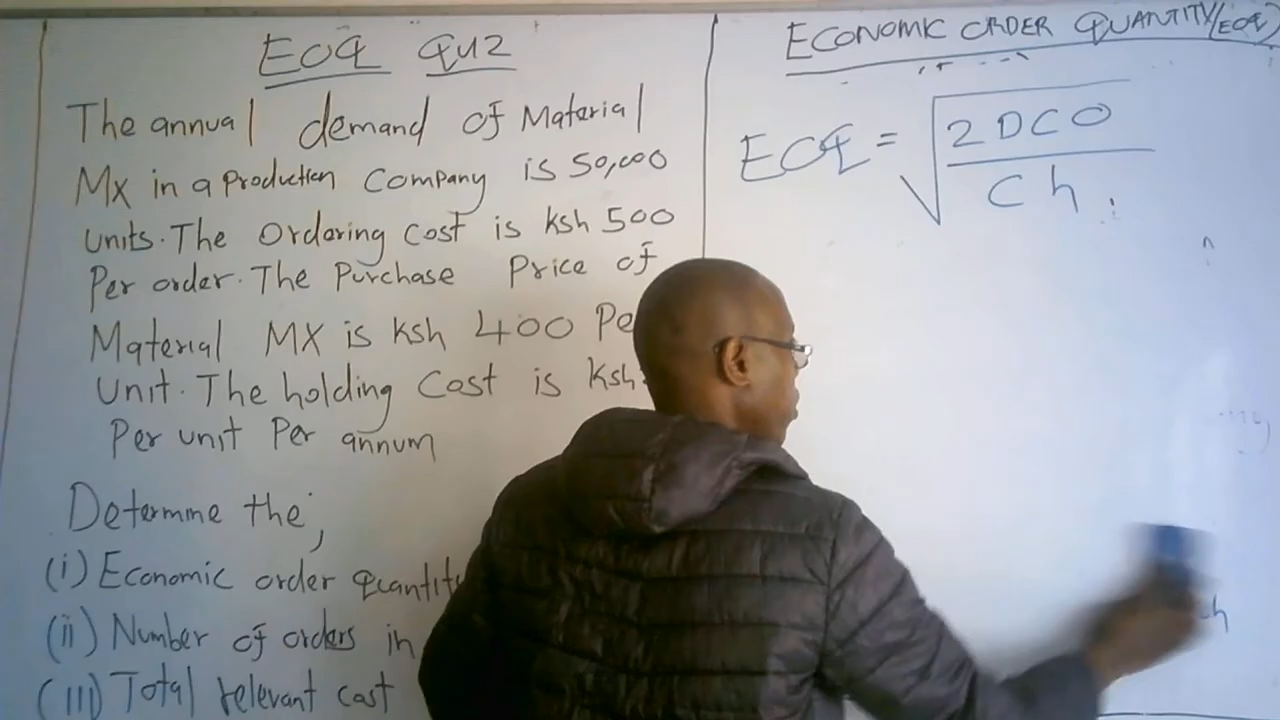 EOQ QU2
The annual demand of Material
MX in a Production Company is 50,000
units. The Ordering Cost is Ksh 500
Per order. The Purchase Price of
Material MX is Ksh 400 Pe
Unit. The holding Cost is Ksh
Per unit Per annum
Determine the;
(i) Economic order quantity
(ii) Number of orders in
(iii) Total relevant cost
ECONOMIC ORDER QUANTITY (EOQ)
EOQ = √ 2DCO
Ch